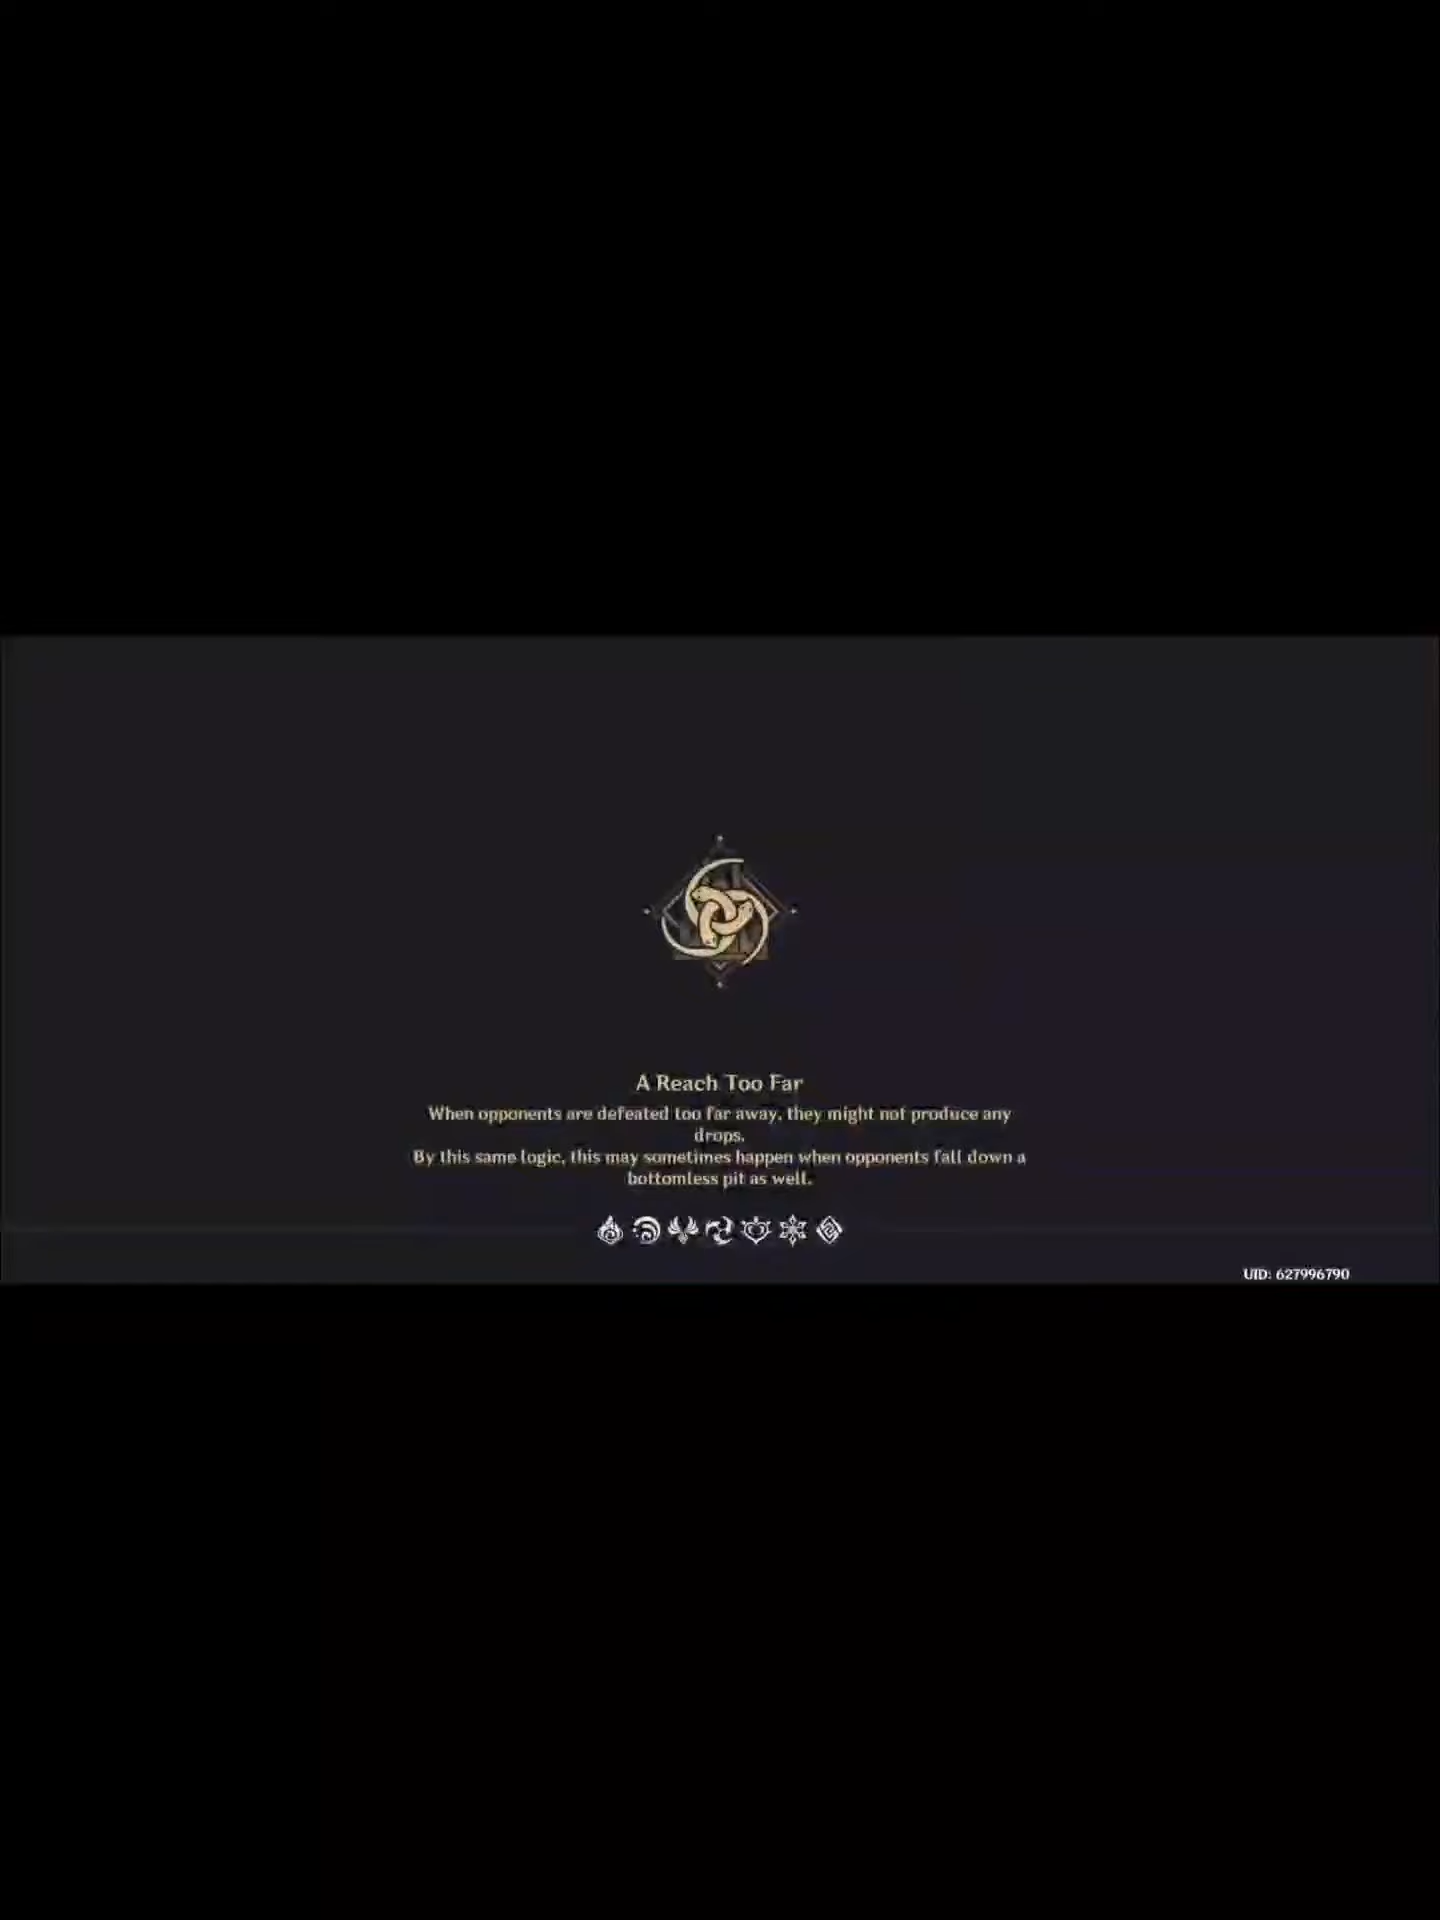 A Reach Too Far
When opponents are defeated too far away, they might not produce any
drops.
By this same logic, this may sometimes happen when opponents fall down a
bottomless pit as well.
UID: 627996790